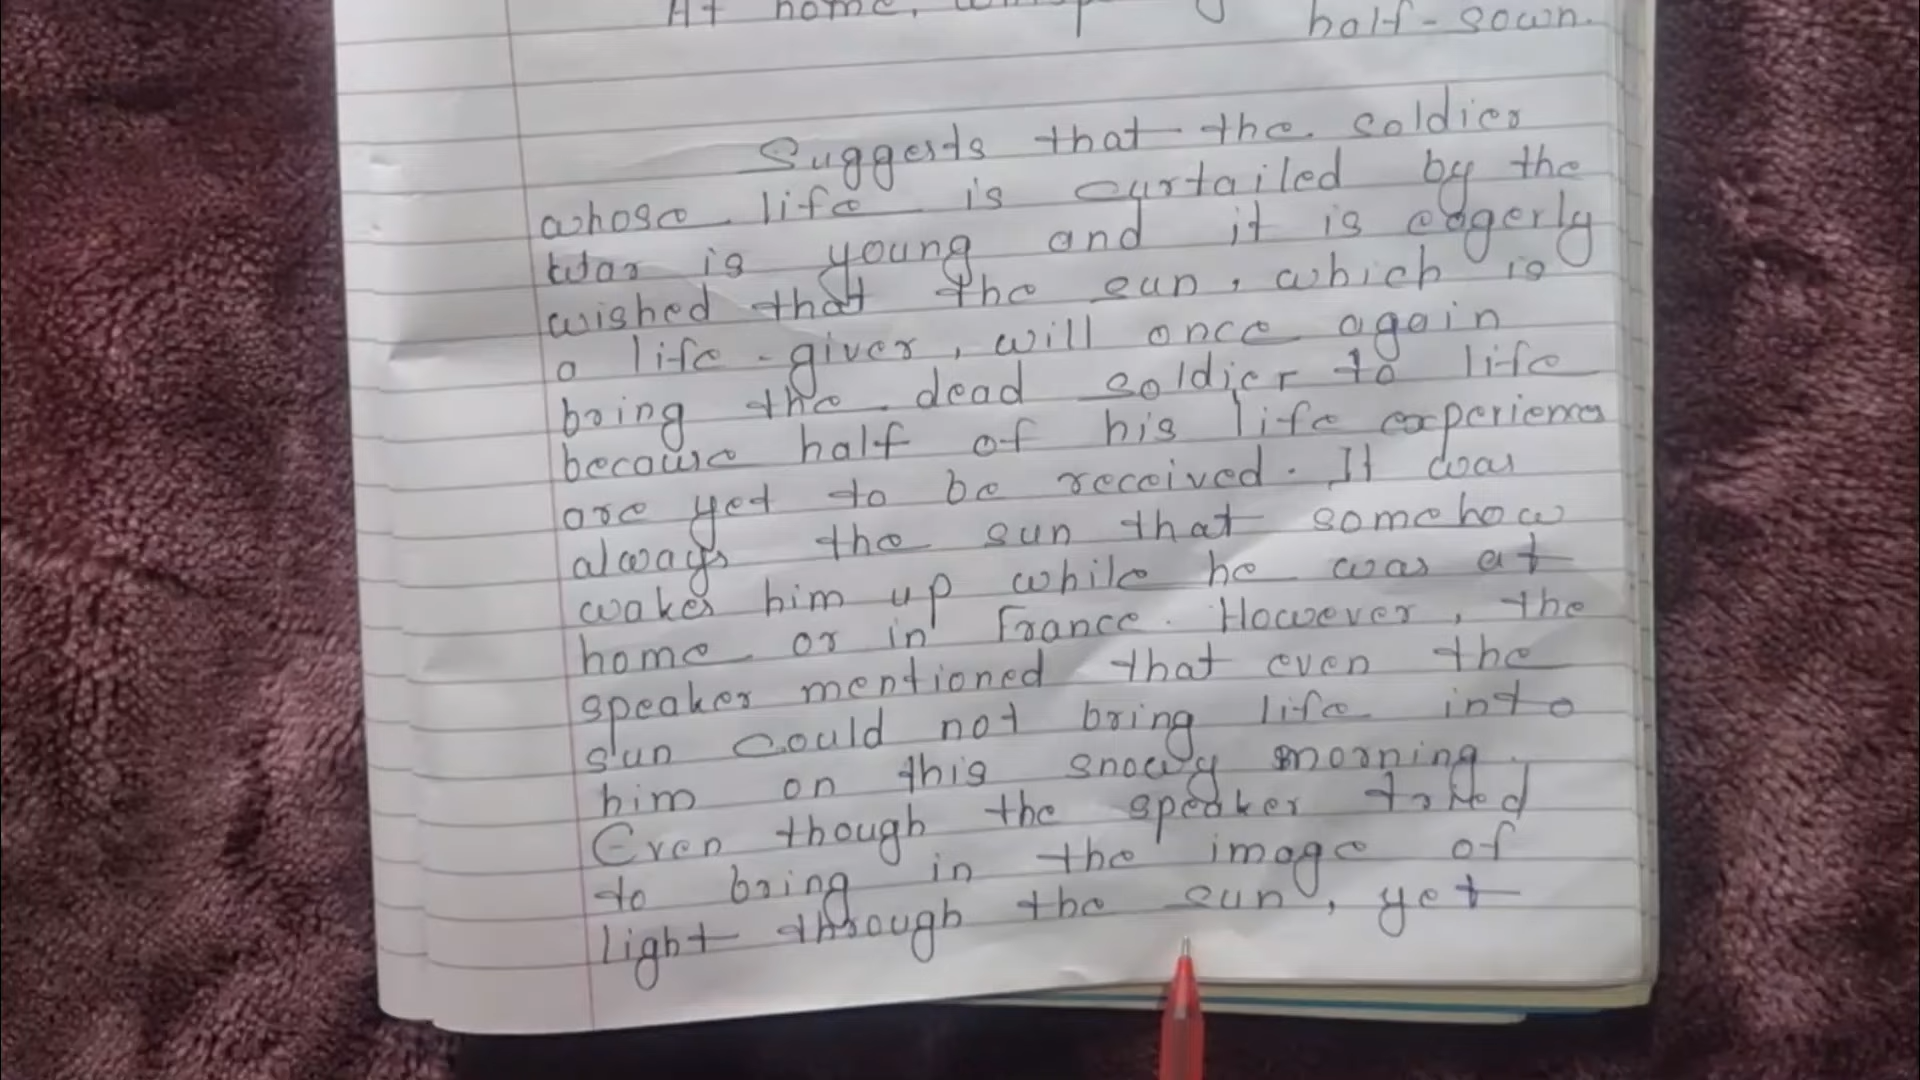 At home, whispering
half-sown.
Suggests that the soldier
whose life is curtailed by the
War is young and it is eagerly
wished that the sun, which is
a life-giver, will once again
bring the dead soldier to life
because half of his life experiences
are yet to be received. It was
always the sun that somehow
wakes him up while he was at
home or in France. However, the
speaker mentioned that even the
sun could not bring life into
him on this snowy morning.
Even though the speaker tried
to bring in the image of
light through the sun, yet